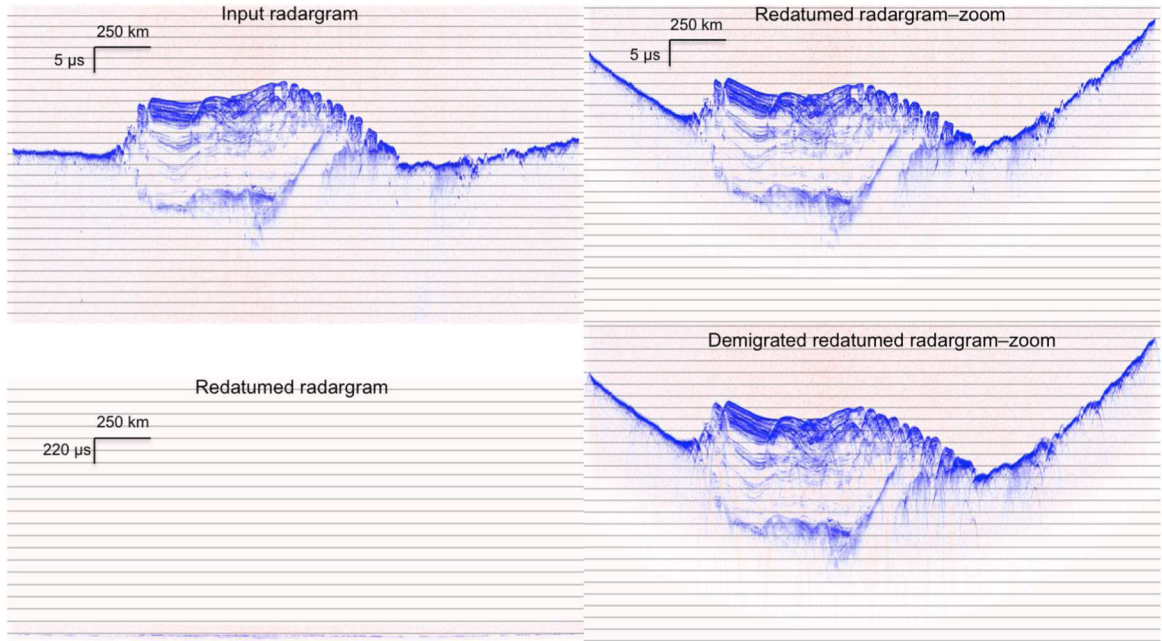 Input radargram
250 km
5 µs
Redatumed radargram–zoom
250 km
5 µs
Redatumed radargram
250 km
220 µs
Demigrated redatumed radargram–zoom